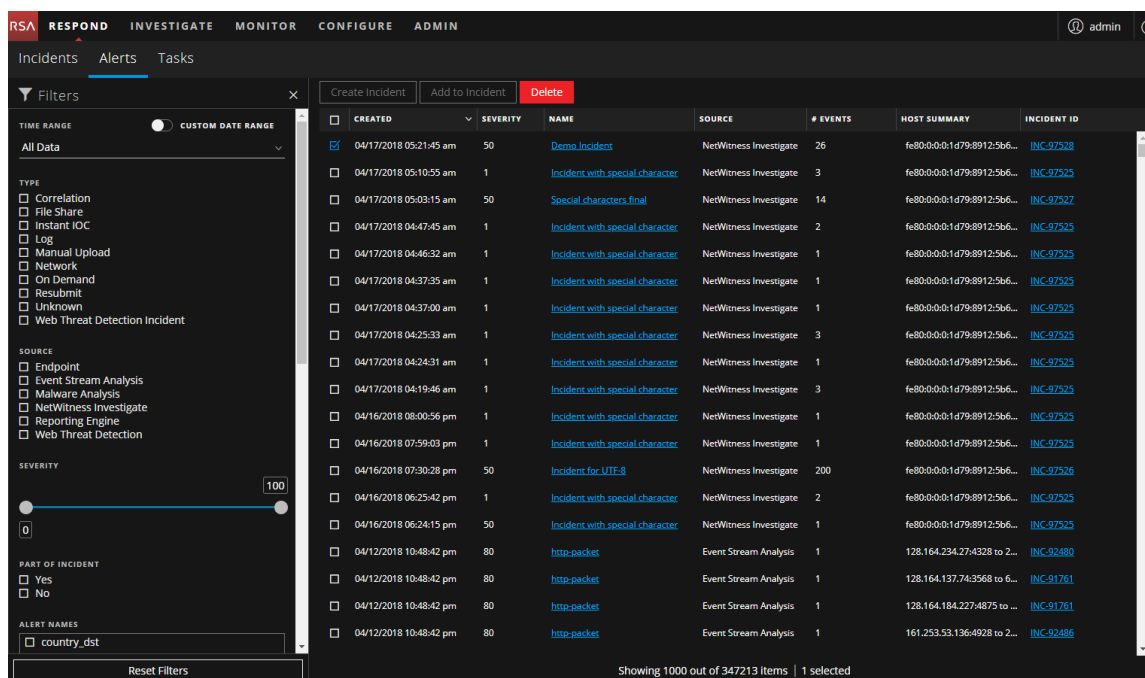 RSA RESPOND INVESTIGATE MONITOR CONFIGURE ADMIN admin
Incidents Alerts Tasks
Filters ×
TIME RANGE CUSTOM DATE RANGE
All Data
TYPE
Correlation
File Share
Instant IOC
Log
Manual Upload
Network
On Demand
Resubmit
Unknown
Web Threat Detection Incident
SOURCE
Endpoint
Event Stream Analysis
Malware Analysis
NetWitness Investigate
Reporting Engine
Web Threat Detection
SEVERITY
100
0
PART OF INCIDENT
Yes
No
ALERT NAMES
country_dst
Reset Filters
Create Incident Add to Incident Delete
CREATED SEVERITY NAME SOURCE # EVENTS HOST SUMMARY INCIDENT ID
04/17/2018 05:21:45 am 50 Demo Incident NetWitness Investigate 26 fe80:0:0:0:1d79:8912:5b6... INC-97528
04/17/2018 05:10:55 am 1 Incident with special character NetWitness Investigate 3 fe80:0:0:0:1d79:8912:5b6... INC-97525
04/17/2018 05:03:15 am 50 Special characters final NetWitness Investigate 14 fe80:0:0:0:1d79:8912:5b6... INC-97527
04/17/2018 04:47:45 am 1 Incident with special character NetWitness Investigate 2 fe80:0:0:0:1d79:8912:5b6... INC-97525
04/17/2018 04:46:32 am 1 Incident with special character NetWitness Investigate 1 fe80:0:0:0:1d79:8912:5b6... INC-97525
04/17/2018 04:37:35 am 1 Incident with special character NetWitness Investigate 1 fe80:0:0:0:1d79:8912:5b6... INC-97525
04/17/2018 04:37:00 am 1 Incident with special character NetWitness Investigate 1 fe80:0:0:0:1d79:8912:5b6... INC-97525
04/17/2018 04:25:33 am 1 Incident with special character NetWitness Investigate 3 fe80:0:0:0:1d79:8912:5b6... INC-97525
04/17/2018 04:24:31 am 1 Incident with special character NetWitness Investigate 1 fe80:0:0:0:1d79:8912:5b6... INC-97525
04/17/2018 04:19:46 am 1 Incident with special character NetWitness Investigate 3 fe80:0:0:0:1d79:8912:5b6... INC-97525
04/16/2018 08:00:56 pm 1 Incident with special character NetWitness Investigate 1 fe80:0:0:0:1d79:8912:5b6... INC-97525
04/16/2018 07:59:03 pm 1 Incident with special character NetWitness Investigate 1 fe80:0:0:0:1d79:8912:5b6... INC-97525
04/16/2018 07:30:28 pm 50 Incident for UTF-8 NetWitness Investigate 200 fe80:0:0:0:1d79:8912:5b6... INC-97526
04/16/2018 06:25:42 pm 1 Incident with special character NetWitness Investigate 2 fe80:0:0:0:1d79:8912:5b6... INC-97525
04/16/2018 06:24:15 pm 50 Incident with special character NetWitness Investigate 1 fe80:0:0:0:1d79:8912:5b6... INC-97525
04/12/2018 10:48:42 pm 80 http-packet Event Stream Analysis 1 128.164.234.27:4328 to 2... INC-92480
04/12/2018 10:48:42 pm 80 http-packet Event Stream Analysis 1 128.164.137.74:3568 to 6... INC-91761
04/12/2018 10:48:42 pm 80 http-packet Event Stream Analysis 1 128.164.184.227:4875 to ... INC-91761
04/12/2018 10:48:42 pm 80 http-packet Event Stream Analysis 1 161.253.53.136:4928 to 2... INC-92486
Showing 1000 out of 347213 items | 1 selected